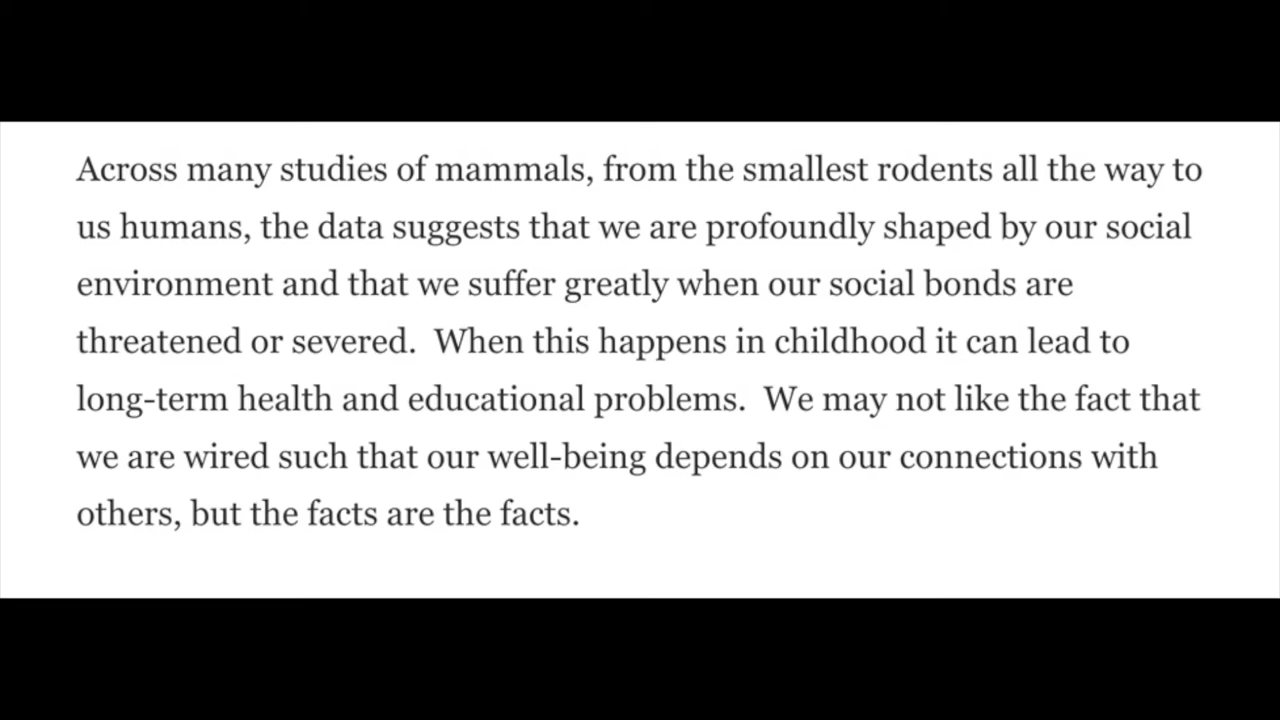 Across many studies of mammals, from the smallest rodents all the way to
us humans, the data suggests that we are profoundly shaped by our social
environment and that we suffer greatly when our social bonds are
threatened or severed.  When this happens in childhood it can lead to
long-term health and educational problems.  We may not like the fact that
we are wired such that our well-being depends on our connections with
others, but the facts are the facts.